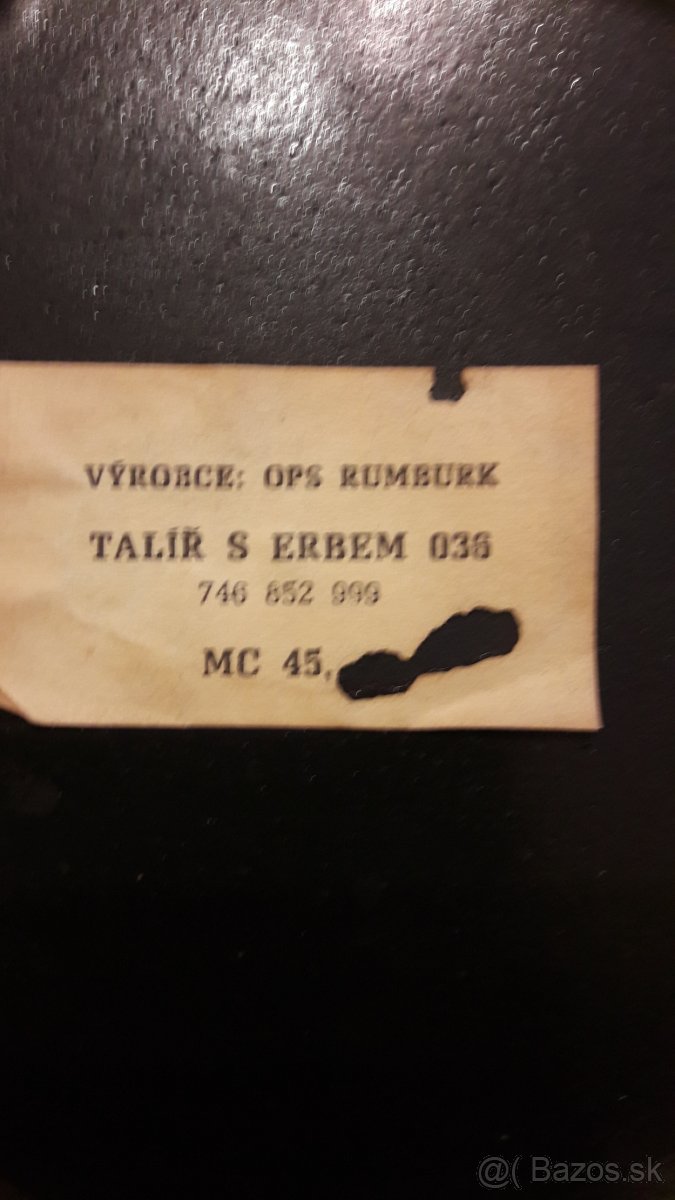 VÝROBCE: OPS RUMBURK
TALÍŘ S ERBEM 036
746 852 999
MC 45,
@( Bazos.sk